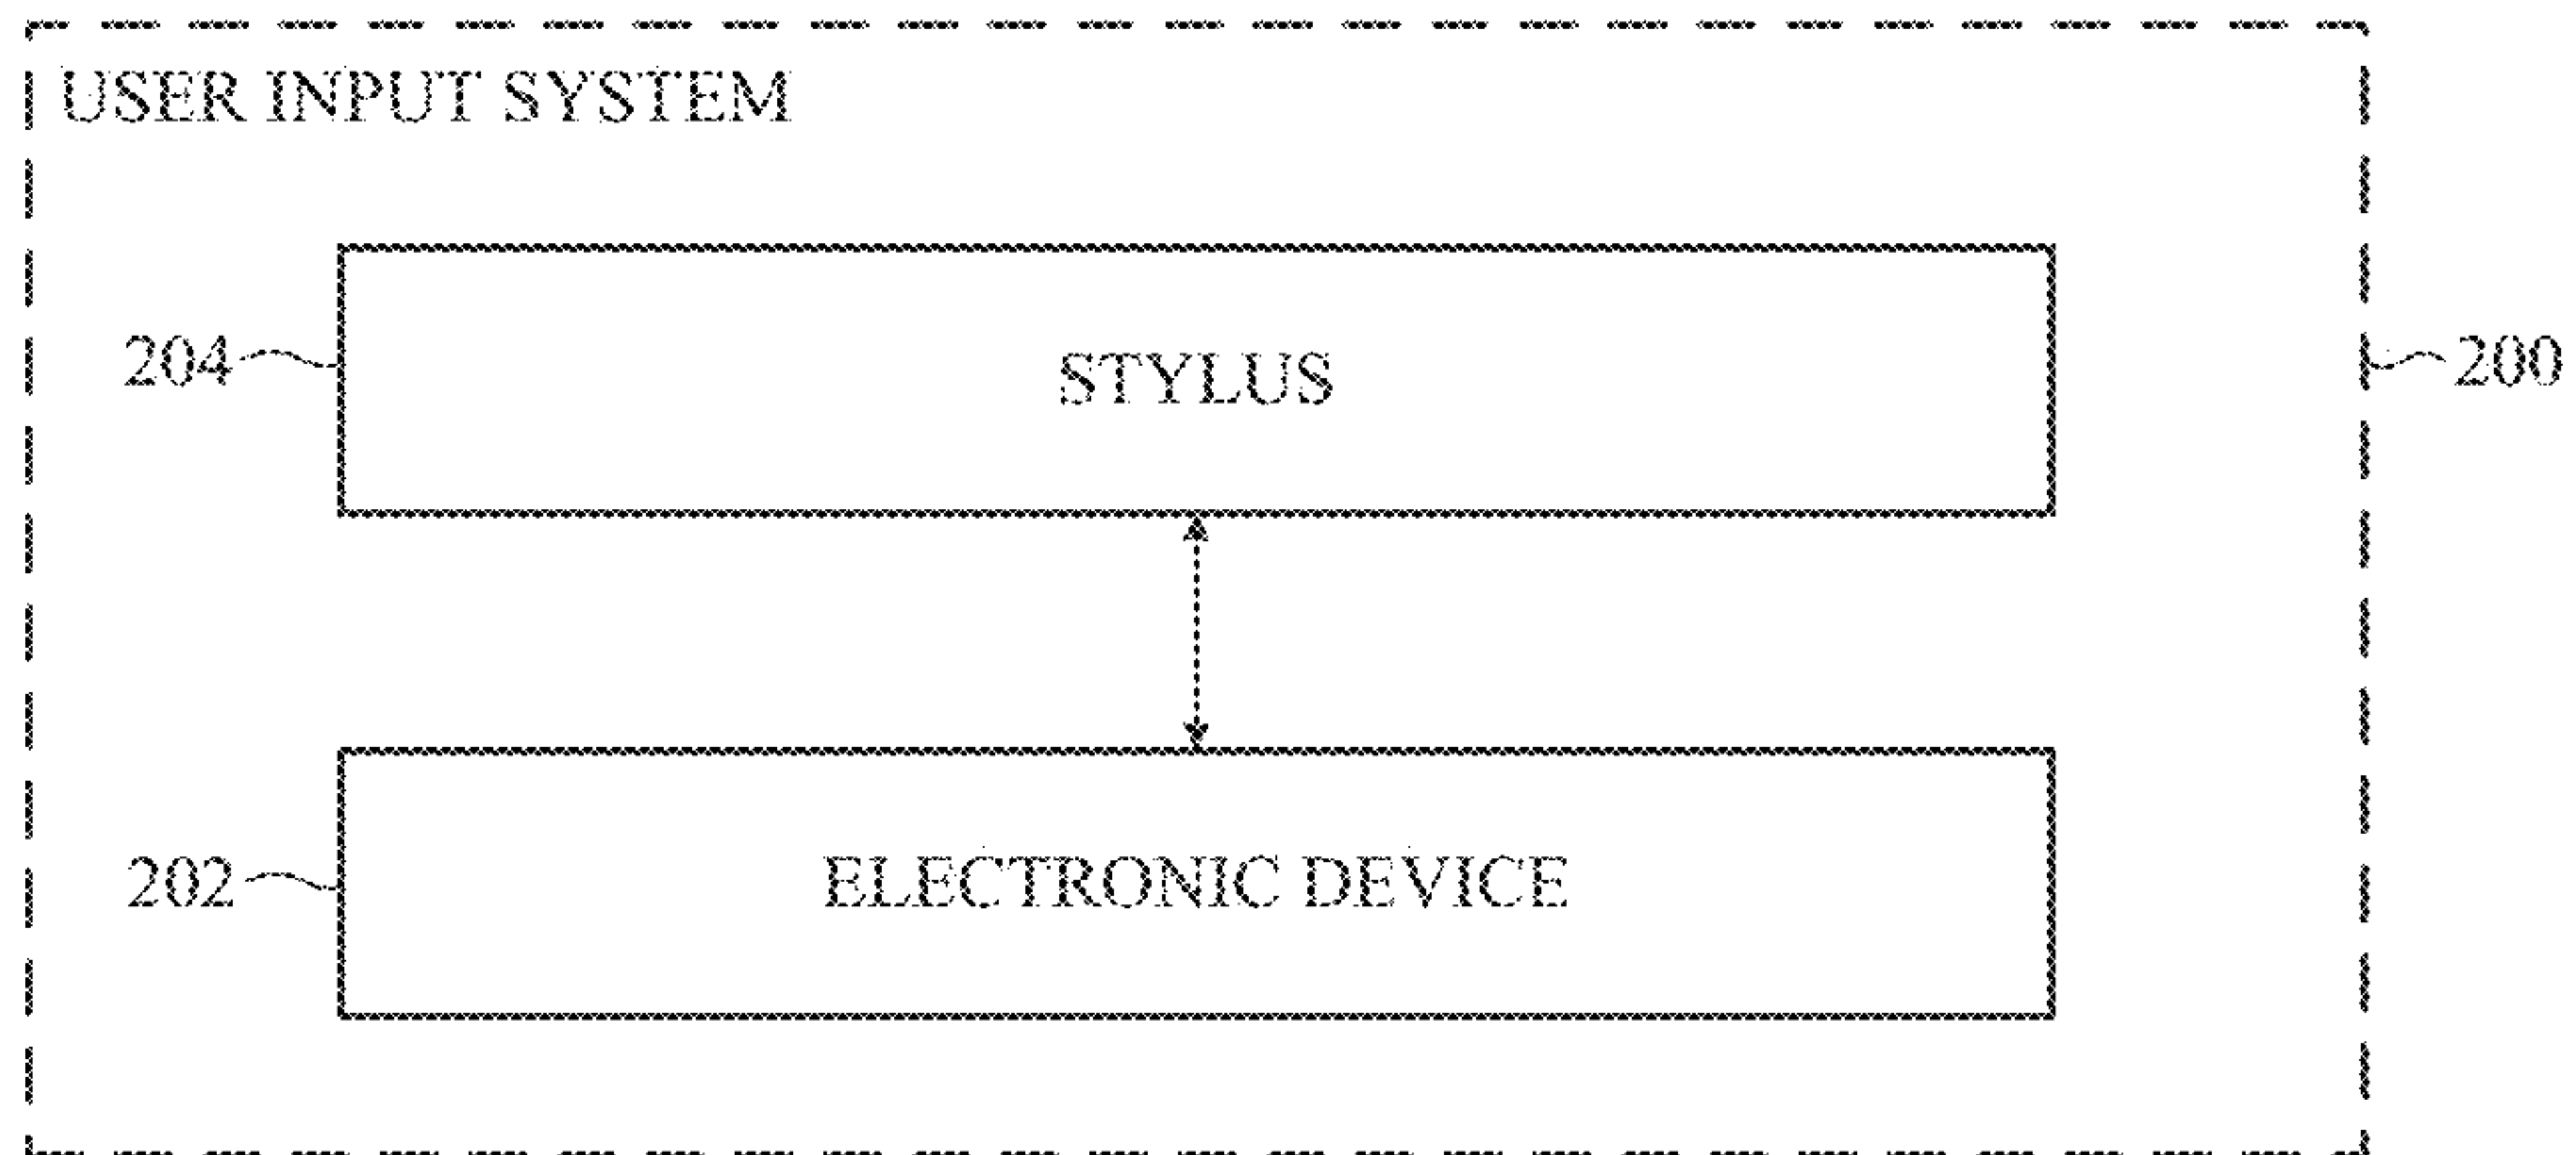 USER INPUT SYSTEM
204
STYLUS
200
202
ELECTRONIC DEVICE